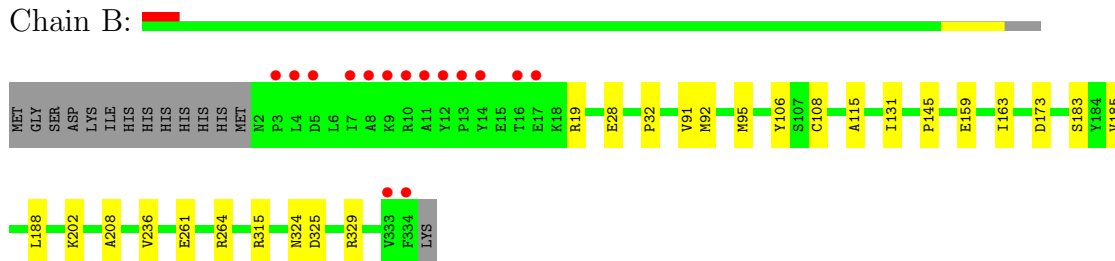 Chain B:
MET GLY SER ASP LYS ILE HIS HIS HIS HIS HIS HIS MET N2 P3 L4 D5 L6 I7 A8 K9 R10 A11 Y12 P13 Y14 E15 T16 E17 K18 R19 E28 P32 V91 M92 M95 Y106 S107 C108 A115 I131 P145 E159 I163 D173 S183 Y184
L188 K202 A208 V236 E261 R264 R315 N324 D325 R329 V333 F334 LYS